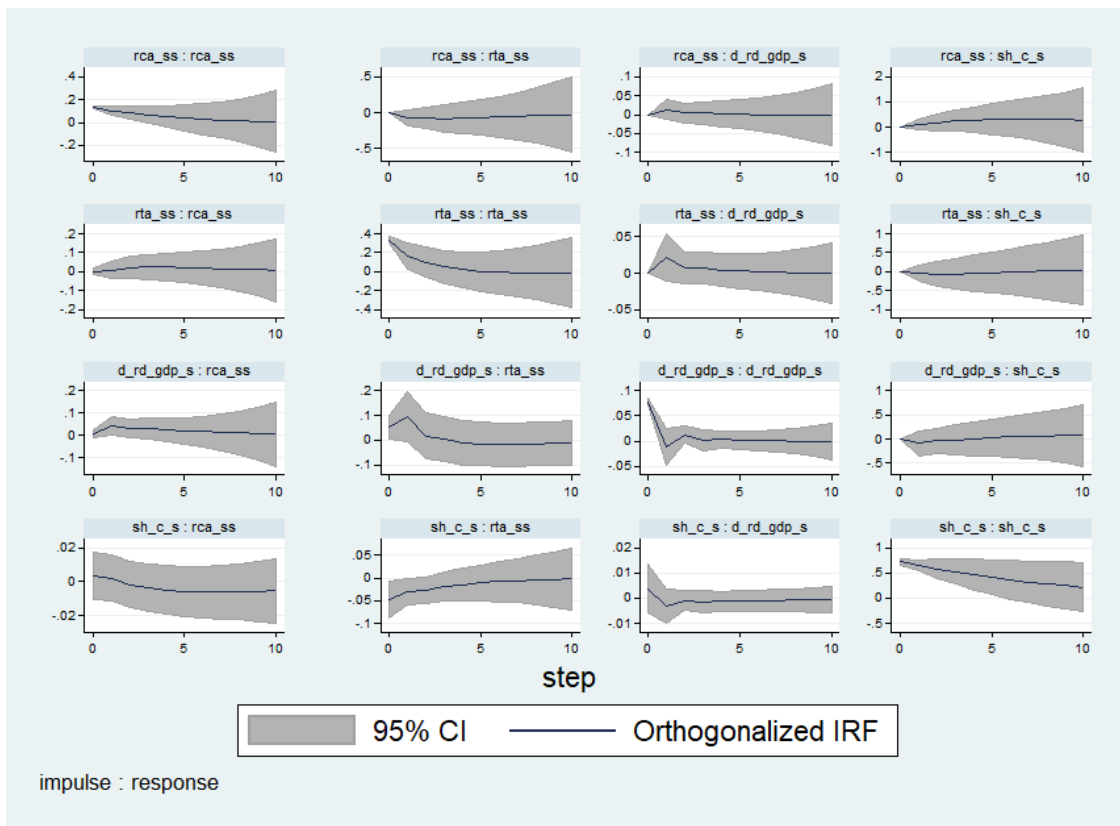 rca_ss : rca_ss
.4
.2
0
-.2
0 5 10
rca_ss : rta_ss
.5
0
-.5
0 5 10
rca_ss : d_rd_gdp_s
.1
.05
0
-.05
-.1
0 5 10
rca_ss : sh_c_s
2
1
0
-1
0 5 10
rta_ss : rca_ss
.2
.1
0
-.1
-.2
0 5 10
rta_ss : rta_ss
.4
.2
0
-.2
-.4
0 5 10
rta_ss : d_rd_gdp_s
.05
0
-.05
0 5 10
rta_ss : sh_c_s
1
.5
0
-.5
-1
0 5 10
d_rd_gdp_s : rca_ss
.2
.1
0
-.1
0 5 10
d_rd_gdp_s : rta_ss
.2
.1
0
-.1
0 5 10
d_rd_gdp_s : d_rd_gdp_s
.1
.05
0
-.05
0 5 10
d_rd_gdp_s : sh_c_s
1
.5
0
-.5
0 5 10
sh_c_s : rca_ss
.02
0
-.02
0 5 10
sh_c_s : rta_ss
.05
0
-.05
-.1
0 5 10
sh_c_s : d_rd_gdp_s
.02
.01
0
-.01
0 5 10
sh_c_s : sh_c_s
1
.5
0
-.5
0 5 10
step
95% CI Orthogonalized IRF
impulse : response